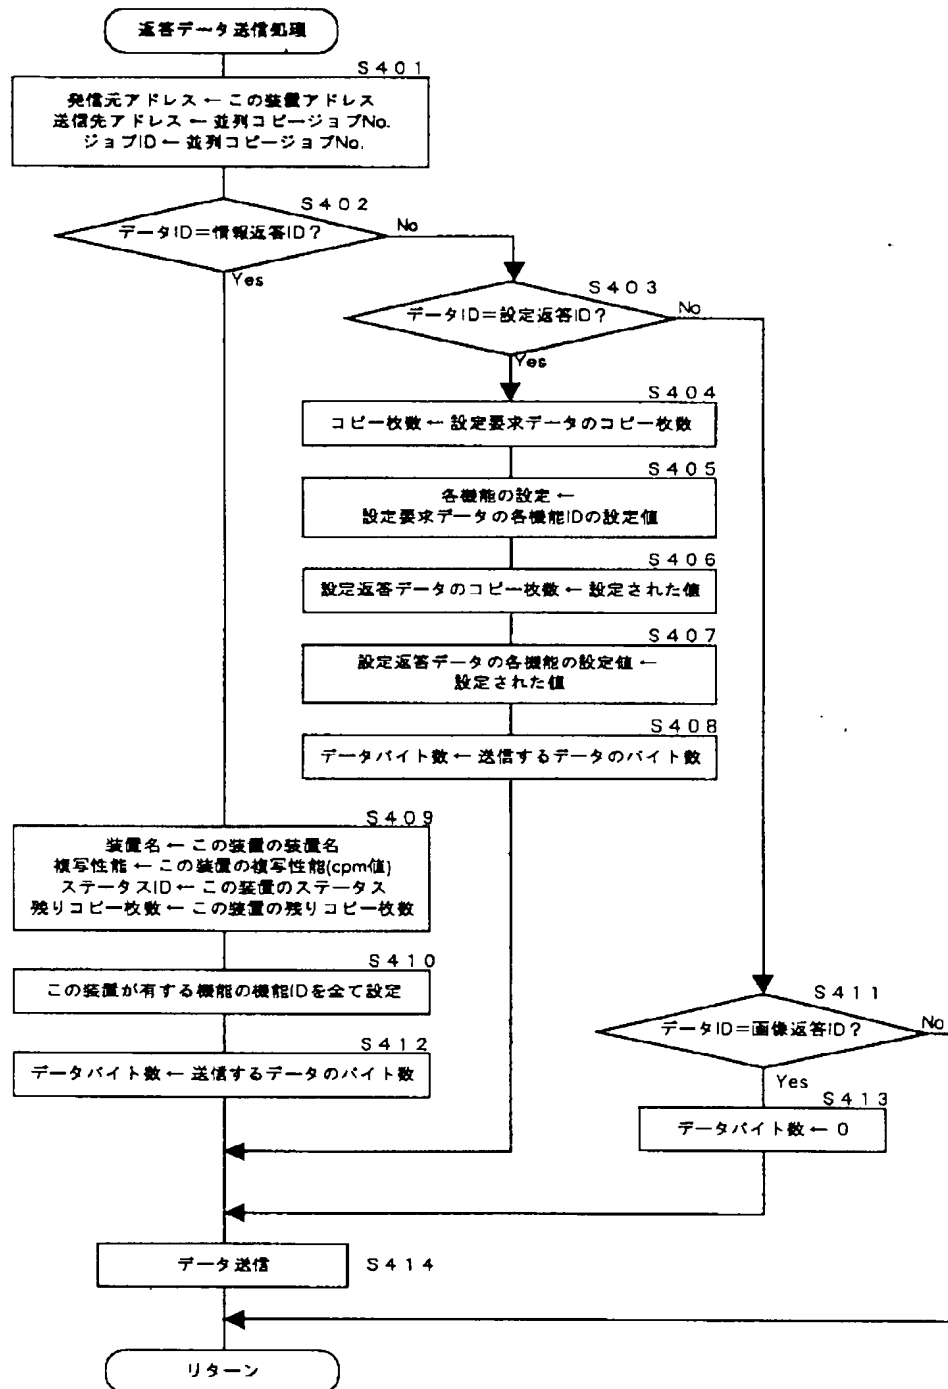 返答データ送信処理
S401
発信元アドレス ← この装置アドレス
送信先アドレス ← 並列コピージョブNo.
ジョブID ← 並列コピージョブNo.
S402
データID＝情報返答ID？
No
Yes
S403
データID＝設定返答ID？
No
Yes
S404
コピー枚数 ← 設定要求データのコピー枚数
S405
各機能の設定 ←
設定要求データの各機能IDの設定値
S406
設定返答データのコピー枚数 ← 設定された値
S407
設定返答データの各機能の設定値 ←
設定された値
S408
データバイト数 ← 送信するデータのバイト数
S409
装置名 ← この装置の装置名
複写性能 ← この装置の複写性能(cpm値)
ステータスID ← この装置のステータス
残りコピー枚数 ← この装置の残りコピー枚数
S410
この装置が有する機能の機能IDを全て設定
S411
データID＝画像返答ID？
No
Yes
S412
データバイト数 ← 送信するデータのバイト数
S413
データバイト数 ← 0
データ送信
S414
リターン